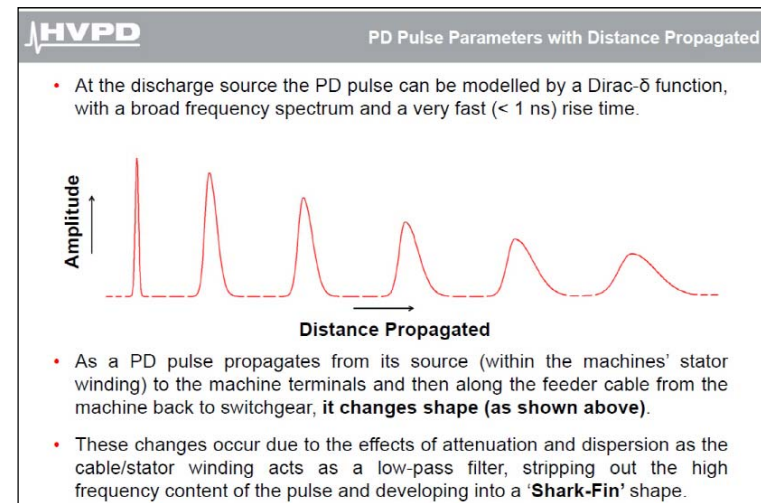 HVPD
PD Pulse Parameters with Distance Propagated
• At the discharge source the PD pulse can be modelled by a Dirac-δ function,
with a broad frequency spectrum and a very fast (< 1 ns) rise time.
Amplitude
Distance Propagated
• As a PD pulse propagates from its source (within the machines' stator
winding) to the machine terminals and then along the feeder cable from the
machine back to switchgear, it changes shape (as shown above).
• These changes occur due to the effects of attenuation and dispersion as the
cable/stator winding acts as a low-pass filter, stripping out the high
frequency content of the pulse and developing into a 'Shark-Fin' shape.